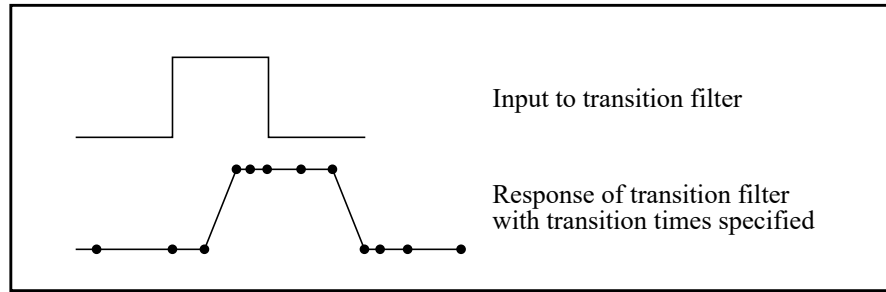 Input to transition filter
Response of transition filter
with transition times specified